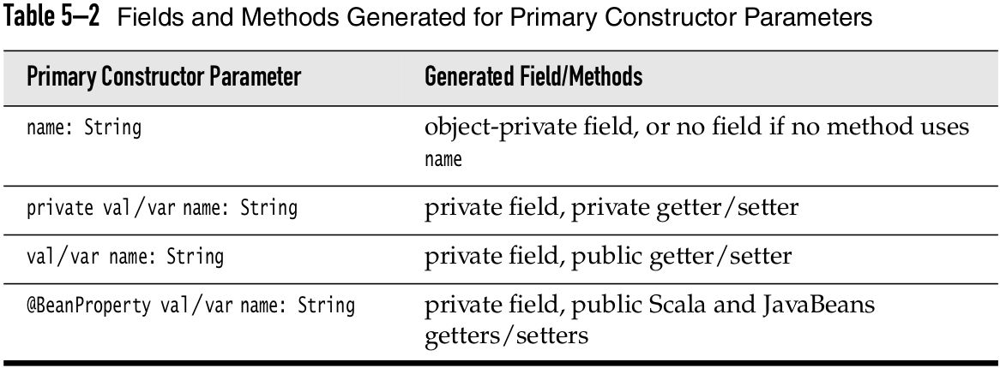 Table 5–2 Fields and Methods Generated for Primary Constructor Parameters
Primary Constructor Parameter Generated Field/Methods
name: String object-private field, or no field if no method uses
name
private val/var name: String private field, private getter/setter
val/var name: String private field, public getter/setter
@BeanProperty val/var name: String private field, public Scala and JavaBeans
getters/setters